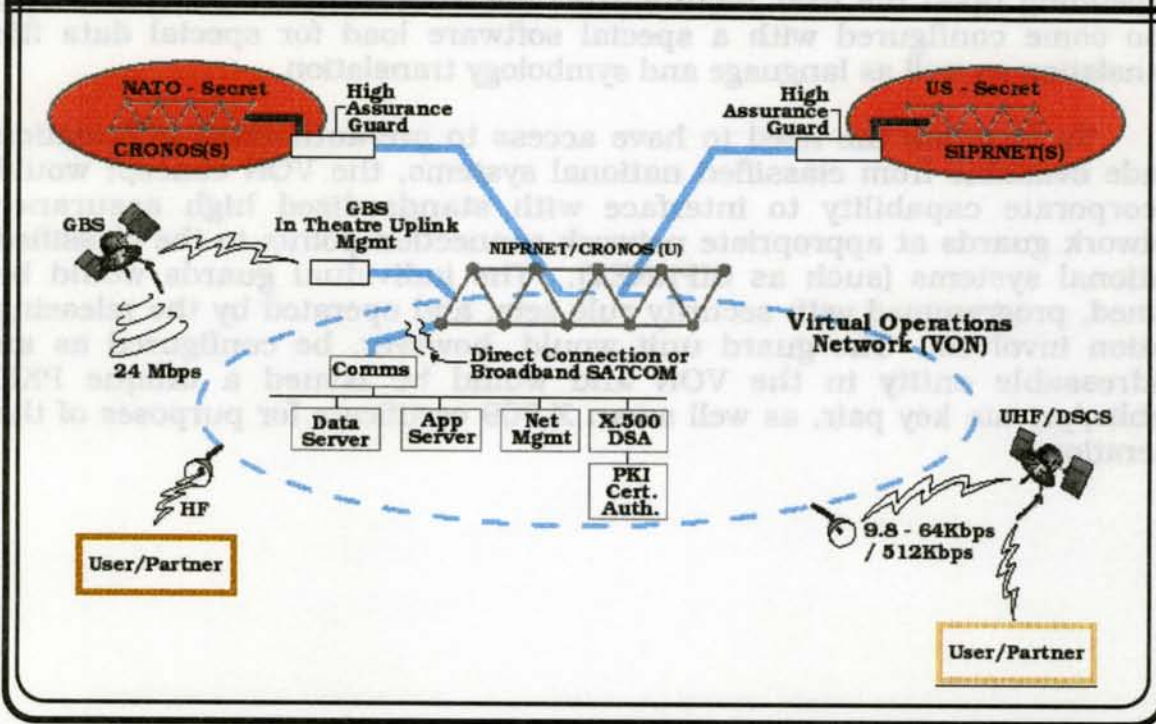 NATO - Secret
CRONOS(S)
High
Assurance
Guard
High
Assurance
Guard
US - Secret
SIPRNET(S)
GBS
GBS
In Theatre Uplink
Mgmt
NIPRNET/CRONOS(U)
24 Mbps
Comms
Direct Connection or
Broadband SATCOM
Virtual Operations
Network (VON)
Data
Server
App
Server
Net
Mgmt
X.500
DSA
PKI
Cert.
Auth.
UHF/DSCS
HF
9.8 - 64Kbps
/ 512Kbps
User/Partner
User/Partner